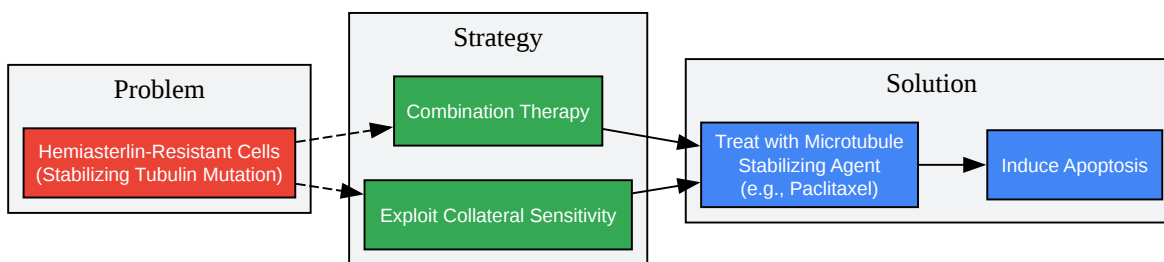 Problem
Hemiasterlin-Resistant Cells
(Stabilizing Tubulin Mutation)
Strategy
Combination Therapy
Exploit Collateral Sensitivity
Solution
Treat with Microtubule
Stabilizing Agent
(e.g., Paclitaxel)
Induce Apoptosis